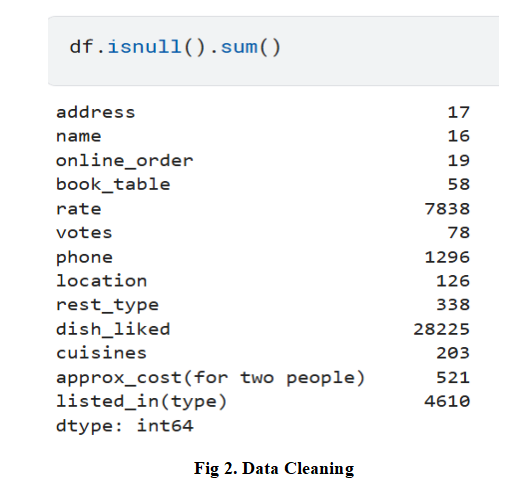 df.isnull().sum()
address 17
name 16
online_order 19
book_table 58
rate 7838
votes 78
phone 1296
location 126
rest_type 338
dish_liked 28225
cuisines 203
approx_cost(for two people) 521
listed_in(type) 4610
dtype: int64
Fig 2. Data Cleaning